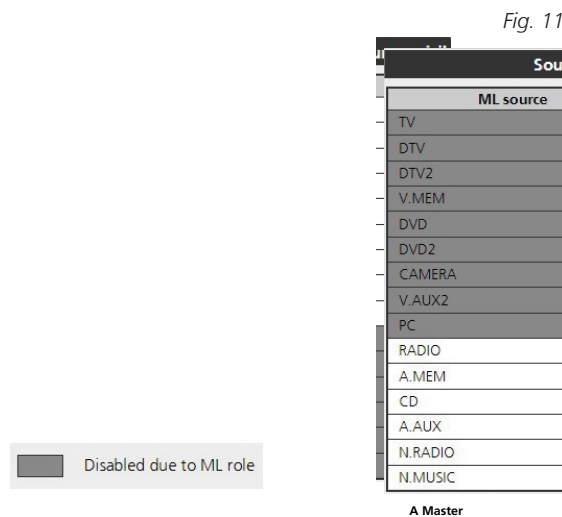 Fig. 11
Sou
ML source
TV
DTV
DTV2
V.MEM
DVD
DVD2
CAMERA
V.AUX2
PC
RADIO
A.MEM
CD
A.AUX
N.RADIO
N.MUSIC
Disabled due to ML role
A Master